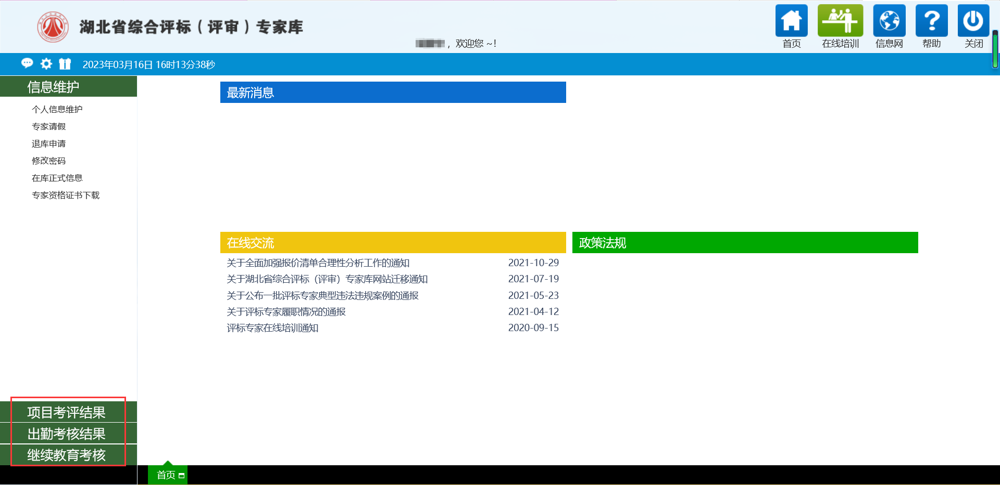 湖北省综合评标（评审）专家库
，欢迎您 ~！
首页
在线培训
信息网
帮助
关闭
2023年03月16日 16时13分38秒
信息维护
个人信息维护
专家请假
退库申请
修改密码
在库正式信息
专家资格证书下载
项目考评结果
出勤考核结果
继续教育考核
最新消息
在线交流
关于全面加强报价清单合理性分析工作的通知 2021-10-29
关于湖北省综合评标（评审）专家库网站迁移通知 2021-07-19
关于公布一批评标专家典型违法违规案例的通报 2021-05-23
关于评标专家履职情况的通报 2021-04-12
评标专家在线培训通知 2020-09-15
政策法规
首页